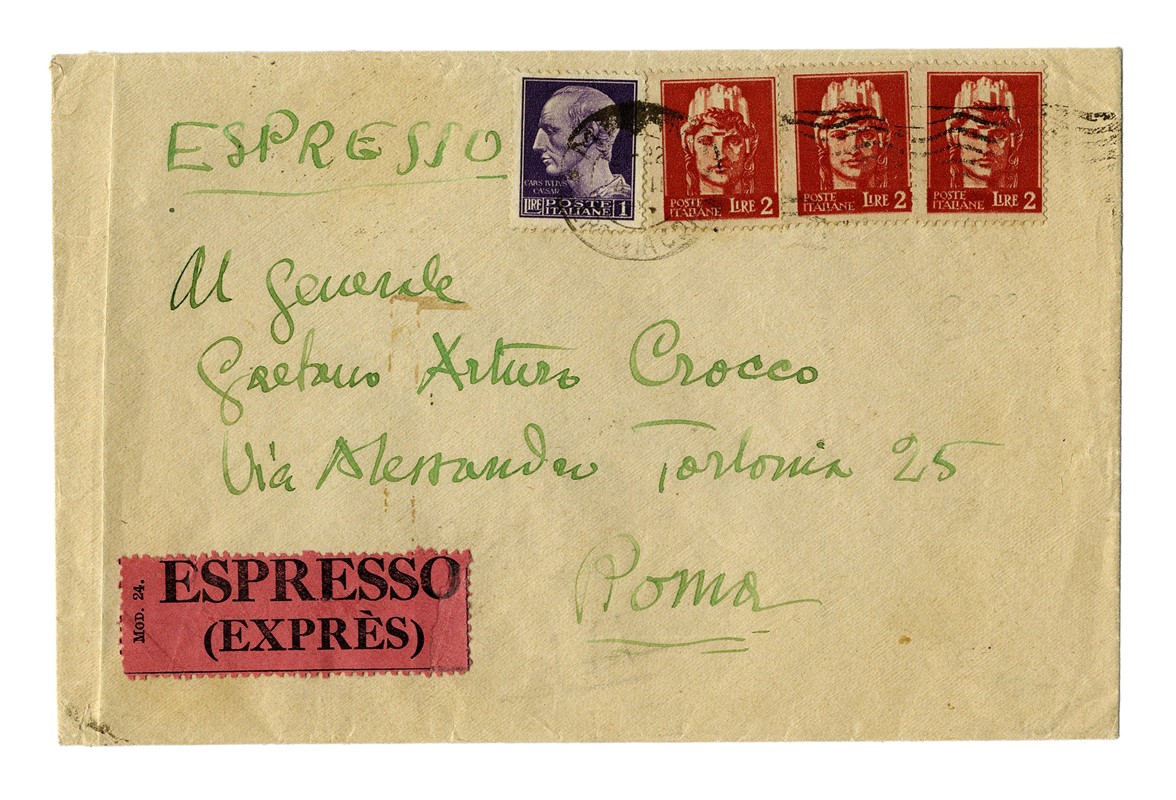 ESPRESSO
CAIVS IVLIVS
CAESAR
LIRE POSTE ITALIANE 1
POSTE ITALIANE LIRE 2
POSTE ITALIANE LIRE 2
POSTE ITALIANE LIRE 2
Al Generale
Gaetano Arturo Crocco
Via Alessandro Torlonia 25
Roma
MOD. 24.
ESPRESSO
(EXPRÈS)